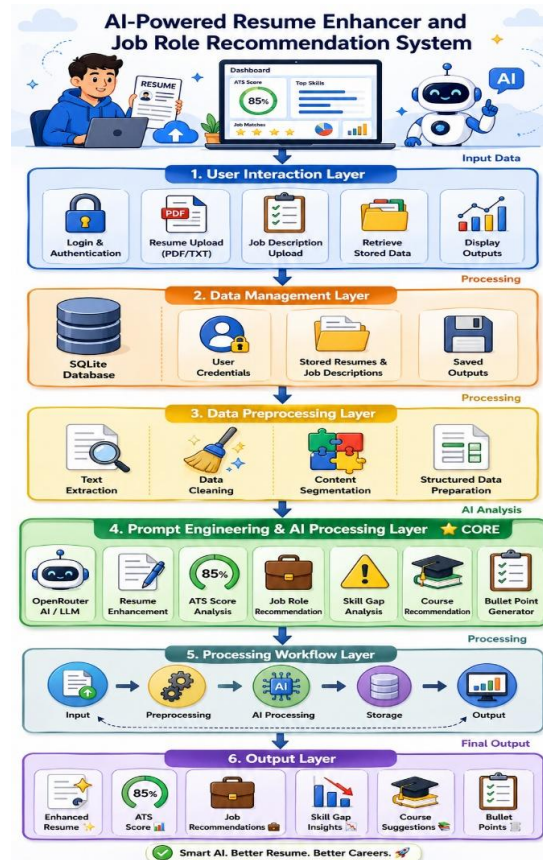 AI-Powered Resume Enhancer and
Job Role Recommendation System
RESUME
Dashboard
ATS Score
85%
Top Skills
Job Matches
AI
Input Data
1. User Interaction Layer
Login &
Authentication
PDF
Resume Upload
(PDF/TXT)
Job Description
Upload
Retrieve
Stored Data
Display
Outputs
Processing
2. Data Management Layer
SQLite
Database
User
Credentials
Stored Resumes &
Job Descriptions
Saved
Outputs
Processing
3. Data Preprocessing Layer
Text
Extraction
Data
Cleaning
Content
Segmentation
Structured Data
Preparation
AI Analysis
4. Prompt Engineering & AI Processing Layer ⭐ CORE
OpenRouter
AI / LLM
Resume
Enhancement
85%
ATS Score
Analysis
Job Role
Recommendation
Skill Gap
Analysis
Course
Recommendation
Bullet Point
Generator
Processing
5. Processing Workflow Layer
Input
Preprocessing
AI
AI Processing
Storage
Output
Final Output
6. Output Layer
Enhanced
Resume
85%
ATS
Score
Job
Recommendations
Skill Gap
Insights
Course
Suggestions
Bullet
Points
Smart AI. Better Resume. Better Careers.